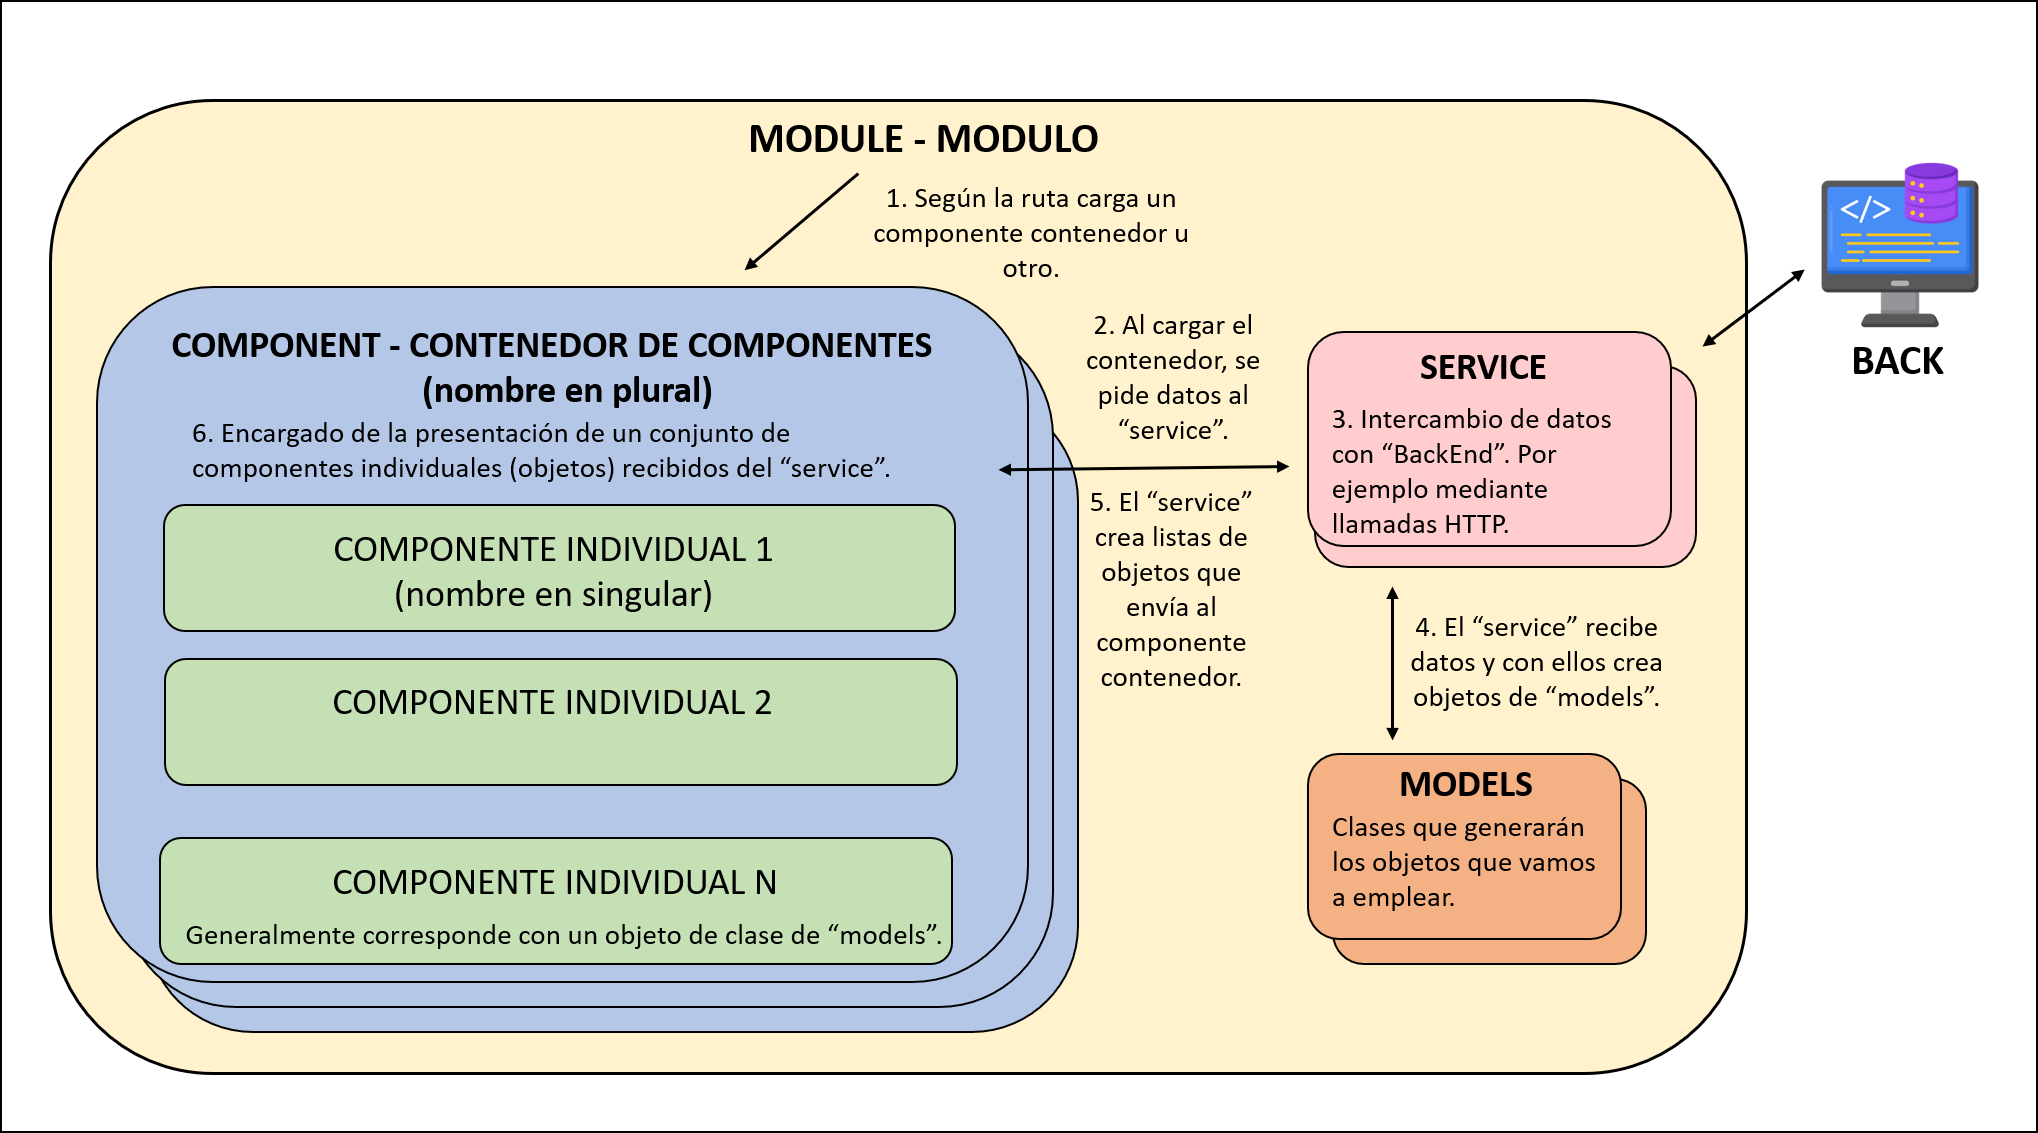 MODULE - MODULO
1. Según la ruta carga un
componente contenedor u
otro.
COMPONENT - CONTENEDOR DE COMPONENTES
(nombre en plural)
6. Encargado de la presentación de un conjunto de
componentes individuales (objetos) recibidos del “service”.
COMPONENTE INDIVIDUAL 1
(nombre en singular)
COMPONENTE INDIVIDUAL 2
COMPONENTE INDIVIDUAL N
Generalmente corresponde con un objeto de clase de “models”.
2. Al cargar el
contenedor, se
pide datos al
“service”.
5. El “service”
crea listas de
objetos que
envía al
componente
contenedor.
SERVICE
3. Intercambio de datos
con “BackEnd”. Por
ejemplo mediante
llamadas HTTP.
4. El “service” recibe
datos y con ellos crea
objetos de “models”.
MODELS
Clases que generarán
los objetos que vamos
a emplear.
</>
BACK